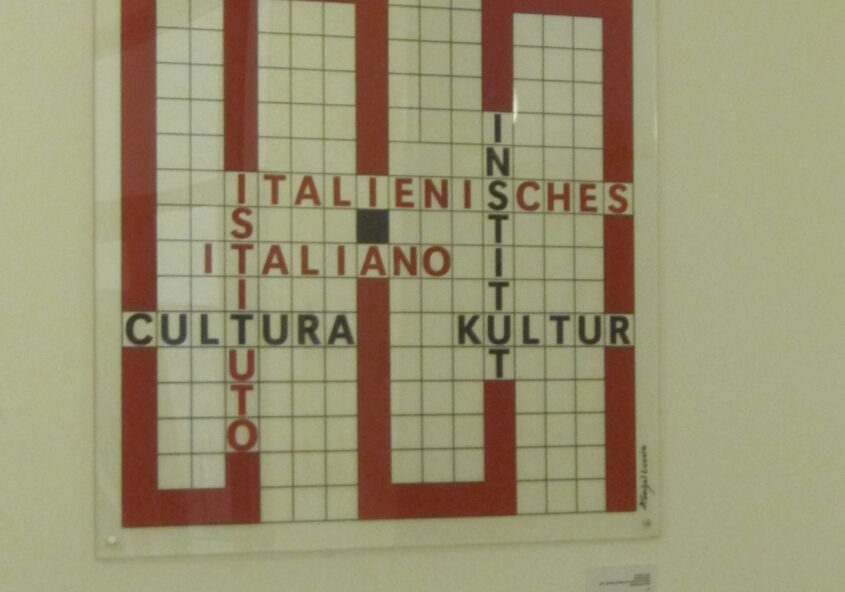 INSTITUT
ITALIENISCHES
ISTITUTO
ITALIANO
CULTURA KULTUR